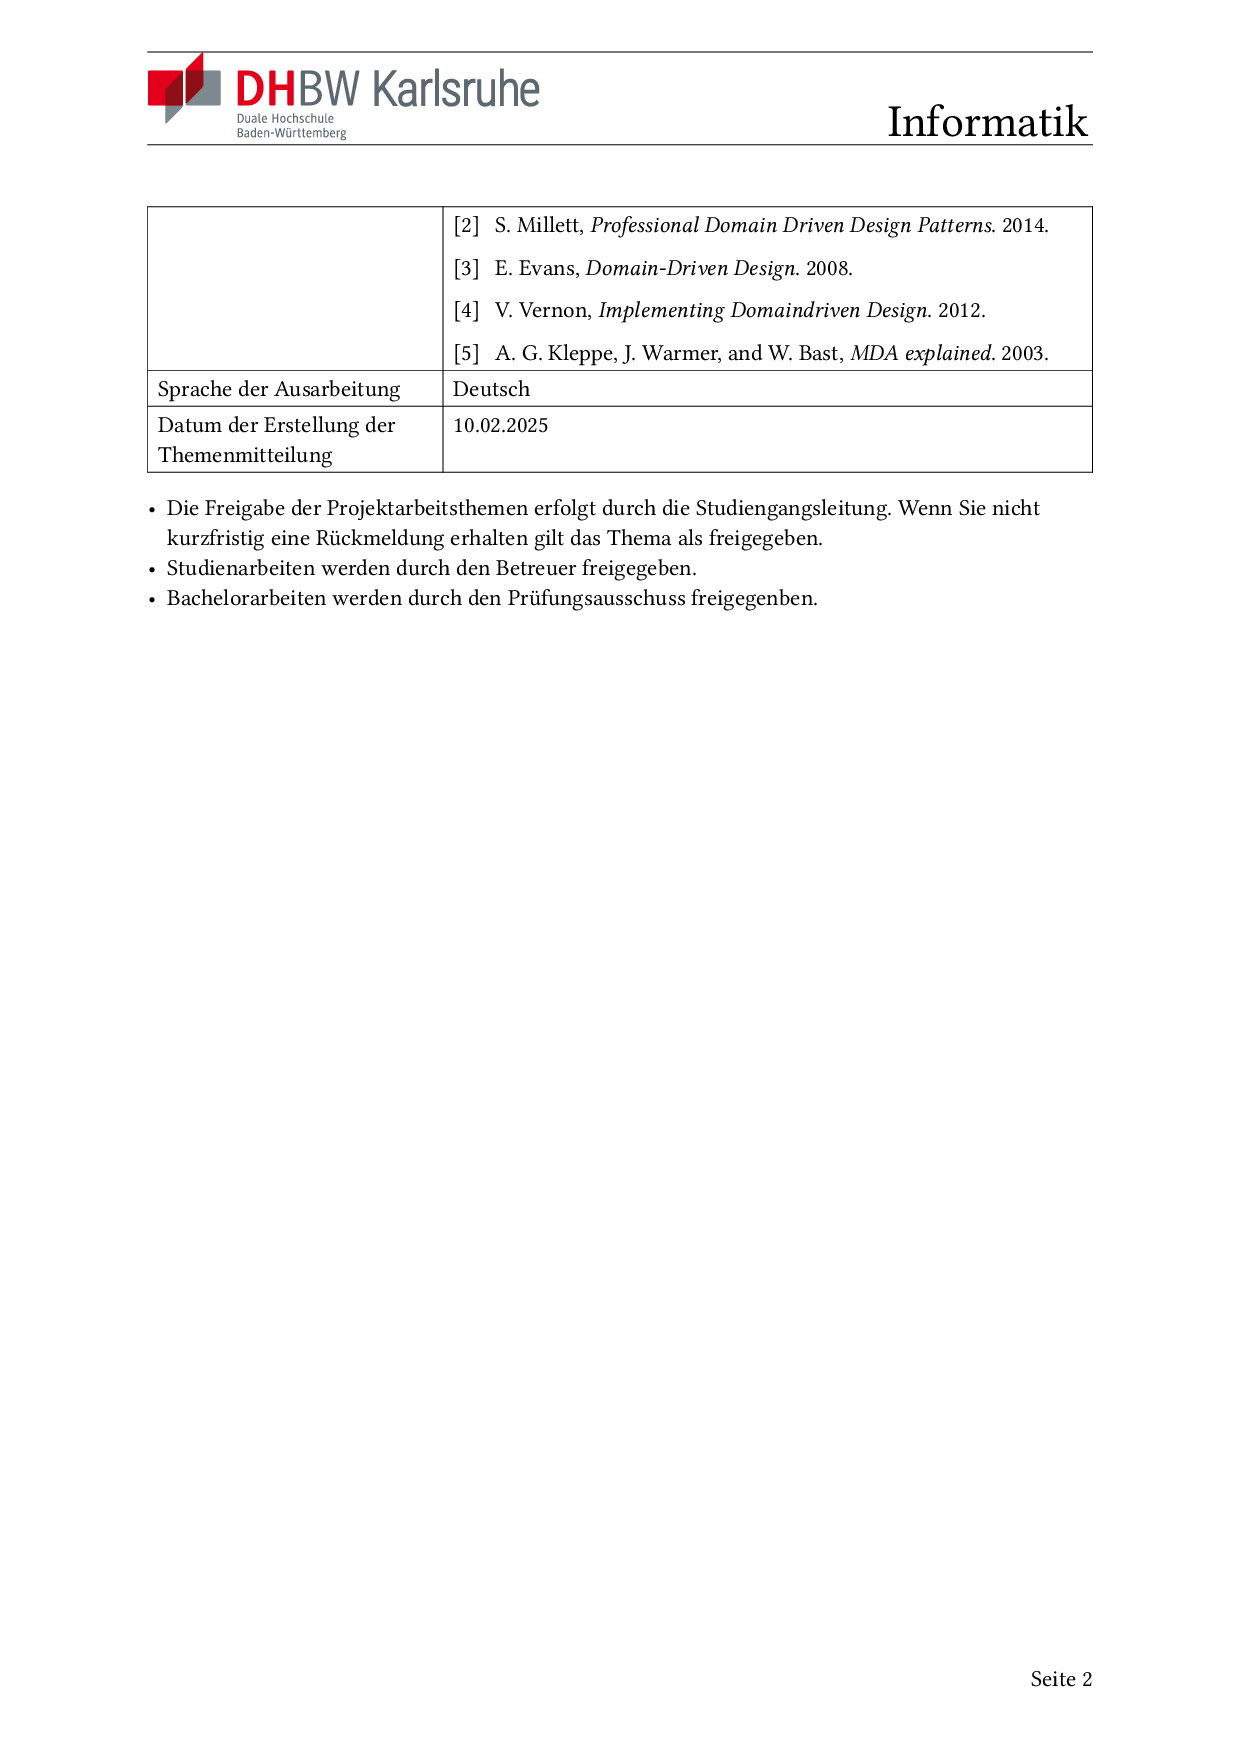 DHBW Karlsruhe
Duale Hochschule
Baden-Württemberg
Informatik
[2] S. Millett, Professional Domain Driven Design Patterns. 2014.
[3] E. Evans, Domain-Driven Design. 2008.
[4] V. Vernon, Implementing Domaindriven Design. 2012.
[5] A. G. Kleppe, J. Warmer, and W. Bast, MDA explained. 2003.
Sprache der Ausarbeitung Deutsch
Datum der Erstellung der 10.02.2025
Themenmitteilung
• Die Freigabe der Projektarbeitsthemen erfolgt durch die Studiengangsleitung. Wenn Sie nicht
kurzfristig eine Rückmeldung erhalten gilt das Thema als freigegeben.
• Studienarbeiten werden durch den Betreuer freigegeben.
• Bachelorarbeiten werden durch den Prüfungsausschuss freigegenben.
Seite 2